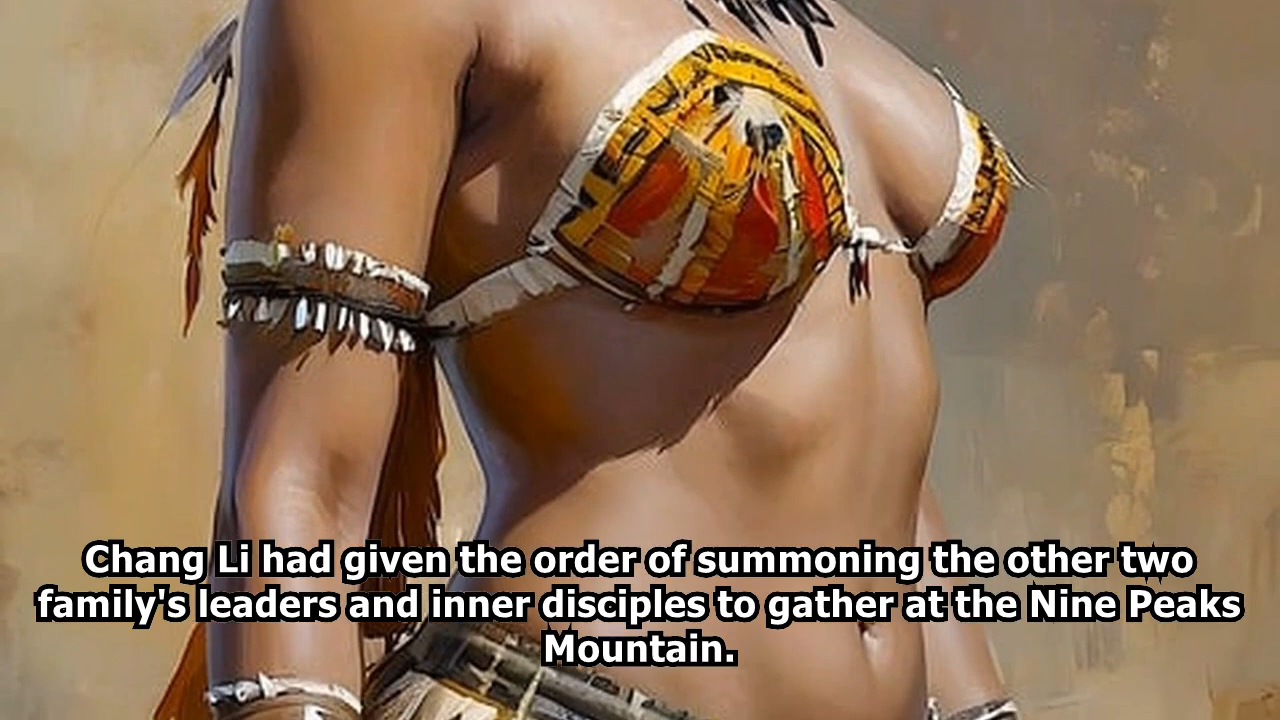 Chang Li had given the order of summoning the other two
family's leaders and inner disciples to gather at the Nine Peaks
Mountain.